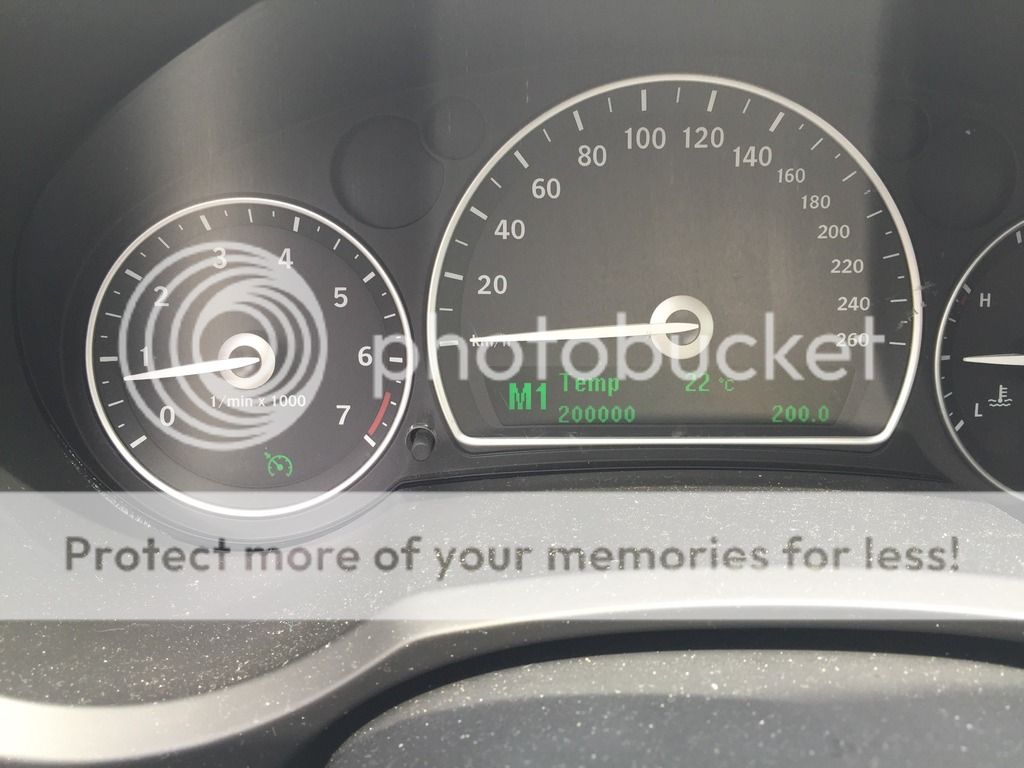 100 120
80 140
160
60 180
40 200
220
20 240
km/h 260
3 4
2 5
1 6
0 7
1/min x 1000
M1 Temp 22 °C
200000 200.0
H
L
photobucket
Protect more of your memories for less!